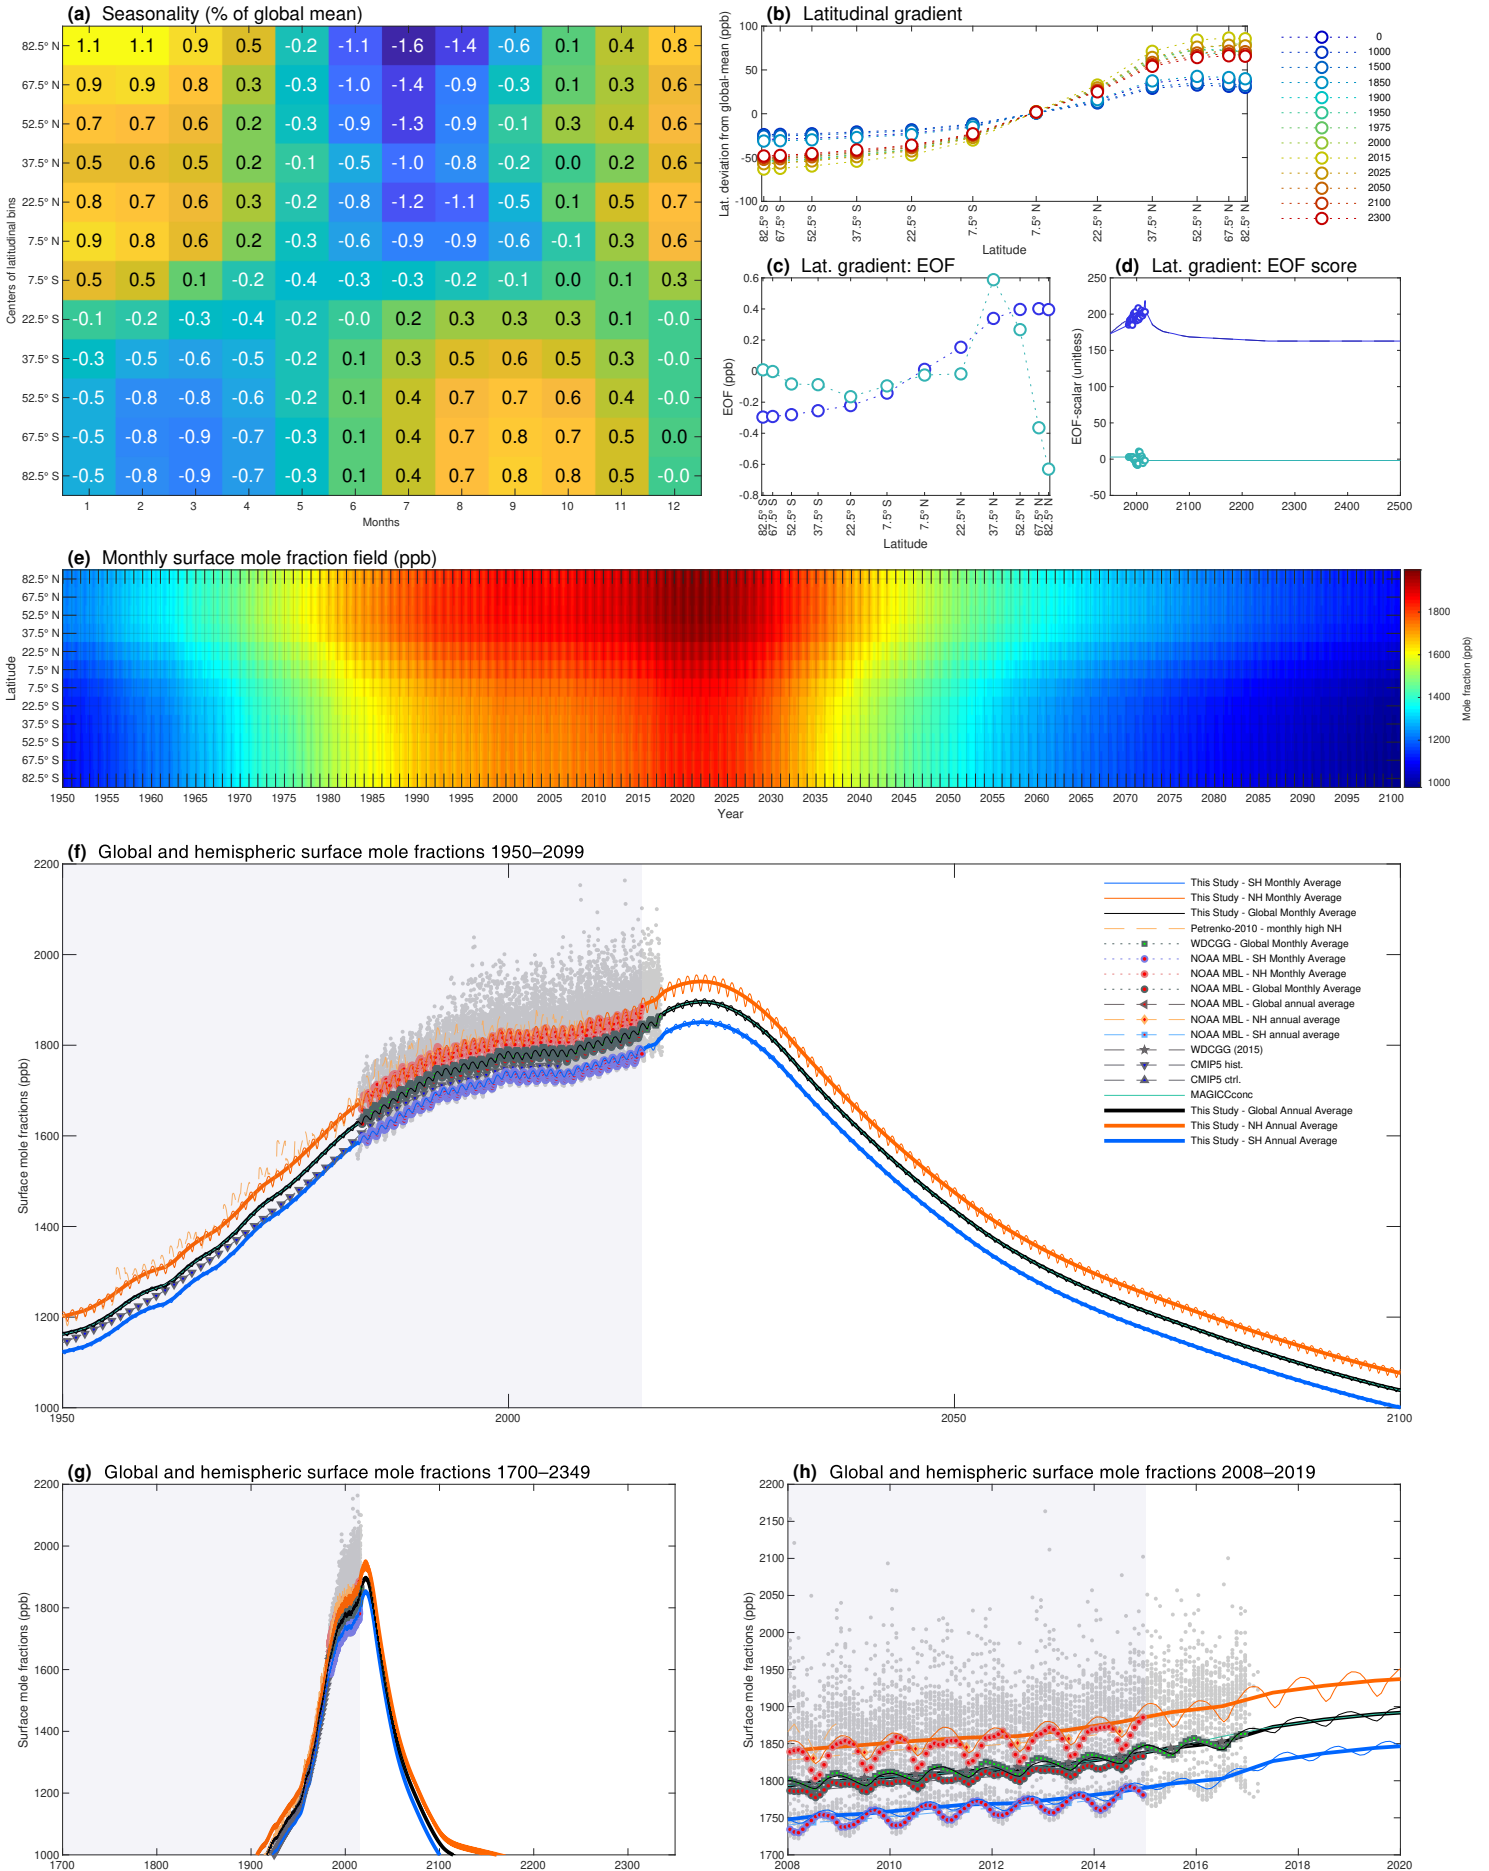 (a) Seasonality (% of global mean)
82.5° N 1.1 1.1 0.9 0.5 -0.2 -1.1 -1.6 -1.4 -0.6 0.1 0.4 0.8
67.5° N 0.9 0.9 0.8 0.3 -0.3 -1.0 -1.4 -0.9 -0.3 0.1 0.3 0.6
52.5° N 0.7 0.7 0.6 0.2 -0.3 -0.9 -1.3 -0.9 -0.1 0.3 0.4 0.6
37.5° N 0.5 0.6 0.5 0.2 -0.1 -0.5 -1.0 -0.8 -0.2 0.0 0.2 0.6
22.5° N 0.8 0.7 0.6 0.3 -0.2 -0.8 -1.2 -1.1 -0.5 0.1 0.5 0.7
7.5° N 0.9 0.8 0.6 0.2 -0.3 -0.6 -0.9 -0.9 -0.6 -0.1 0.3 0.6
7.5° S 0.5 0.5 0.1 -0.2 -0.4 -0.3 -0.3 -0.2 -0.1 0.0 0.1 0.3
22.5° S -0.1 -0.2 -0.3 -0.4 -0.2 -0.0 0.2 0.3 0.3 0.3 0.1 -0.0
37.5° S -0.3 -0.5 -0.6 -0.5 -0.2 0.1 0.3 0.5 0.6 0.5 0.3 -0.0
52.5° S -0.5 -0.8 -0.8 -0.6 -0.2 0.1 0.4 0.7 0.7 0.6 0.4 -0.0
67.5° S -0.5 -0.8 -0.9 -0.7 -0.3 0.1 0.4 0.7 0.8 0.7 0.5 0.0
82.5° S -0.5 -0.8 -0.9 -0.7 -0.3 0.1 0.4 0.7 0.8 0.8 0.5 -0.0
1 2 3 4 5 6 7 8 9 10 11 12
Months
Centers of latitudinal bins
(b) Latitudinal gradient
100
50
0
-50
-100
Lat. deviation from global-mean (ppb)
82.5° S 67.5° S 52.5° S 37.5° S 22.5° S 7.5° S 7.5° N 22.5° N 37.5° N 52.5° N 67.5° N 82.5° N
Latitude
0
1000
1500
1850
1900
1950
1975
2000
2015
2025
2050
2100
2300
(c) Lat. gradient: EOF
0.6
0.4
0.2
0
-0.2
-0.4
-0.6
-0.8
EOF (ppb)
82.5° S 67.5° S 52.5° S 37.5° S 22.5° S 7.5° S 7.5° N 22.5° N 37.5° N 52.5° N 67.5° N 82.5° N
Latitude
(d) Lat. gradient: EOF score
250
200
150
100
50
0
-50
EOF-scalar (unitless)
2000 2100 2200 2300 2400 2500
(e) Monthly surface mole fraction field (ppb)
82.5° N
67.5° N
52.5° N
37.5° N
22.5° N
7.5° N
7.5° S
22.5° S
37.5° S
52.5° S
67.5° S
82.5° S
Latitude
1950 1955 1960 1965 1970 1975 1980 1985 1990 1995 2000 2005 2010 2015 2020 2025 2030 2035 2040 2045 2050 2055 2060 2065 2070 2075 2080 2085 2090 2095 2100
Year
1800
1600
1400
1200
1000
Mole fraction (ppb)
(f) Global and hemispheric surface mole fractions 1950–2099
2200
2000
1800
1600
1400
1200
1000
Surface mole fractions (ppb)
1950 2000 2050 2100
This Study - SH Monthly Average
This Study - NH Monthly Average
This Study - Global Monthly Average
Petrenko-2010 - monthly high NH
WDCGG - Global Monthly Average
NOAA MBL - SH Monthly Average
NOAA MBL - NH Monthly Average
NOAA MBL - Global Monthly Average
NOAA MBL - Global annual average
NOAA MBL - NH annual average
NOAA MBL - SH annual average
WDCGG (2015)
CMIP5 hist.
CMIP5 ctrl.
MAGICCconc
This Study - Global Annual Average
This Study - NH Annual Average
This Study - SH Annual Average
(g) Global and hemispheric surface mole fractions 1700–2349
2200
2000
1800
1600
1400
1200
1000
Surface mole fractions (ppb)
1700 1800 1900 2000 2100 2200 2300
(h) Global and hemispheric surface mole fractions 2008–2019
2200
2150
2100
2050
2000
1950
1900
1850
1800
1750
1700
Surface mole fractions (ppb)
2008 2010 2012 2014 2016 2018 2020